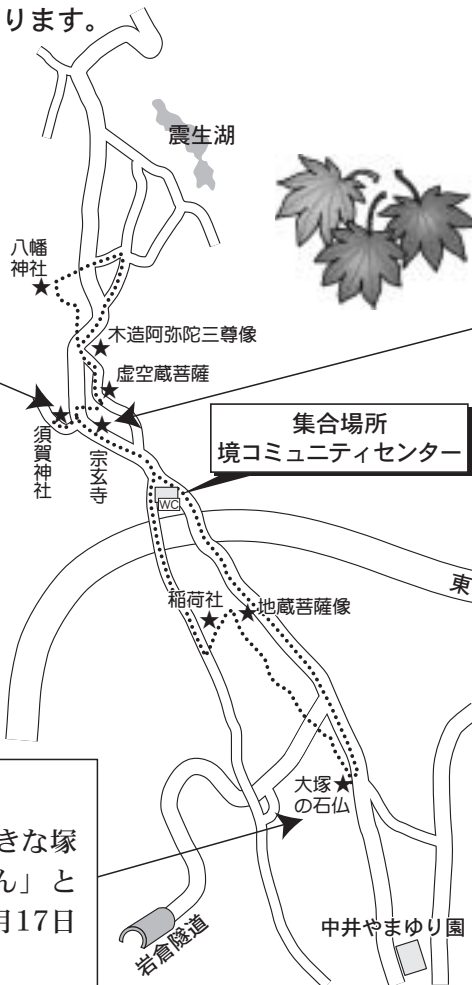 ります。
震生湖
八幡
神社
木造阿弥陀三尊像
虚空蔵菩薩
須賀神社
宗玄寺
集合場所
境コミュニティセンター
WC
東
稲荷社
地蔵菩薩像
大塚
の石仏
きな塚
ん」と
月17日
岩倉隧道
中井やまゆり園